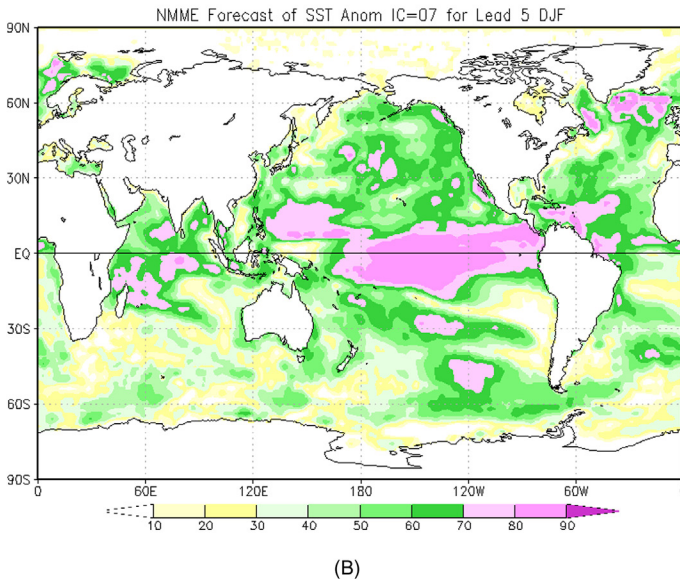 NMME Forecast of SST Anom IC=07 for Lead 5 DJF
90N
60N
30N
EQ
30S
60S
90S
0 60E 120E 180 120W 60W
10 20 30 40 50 60 70 80 90
(B)